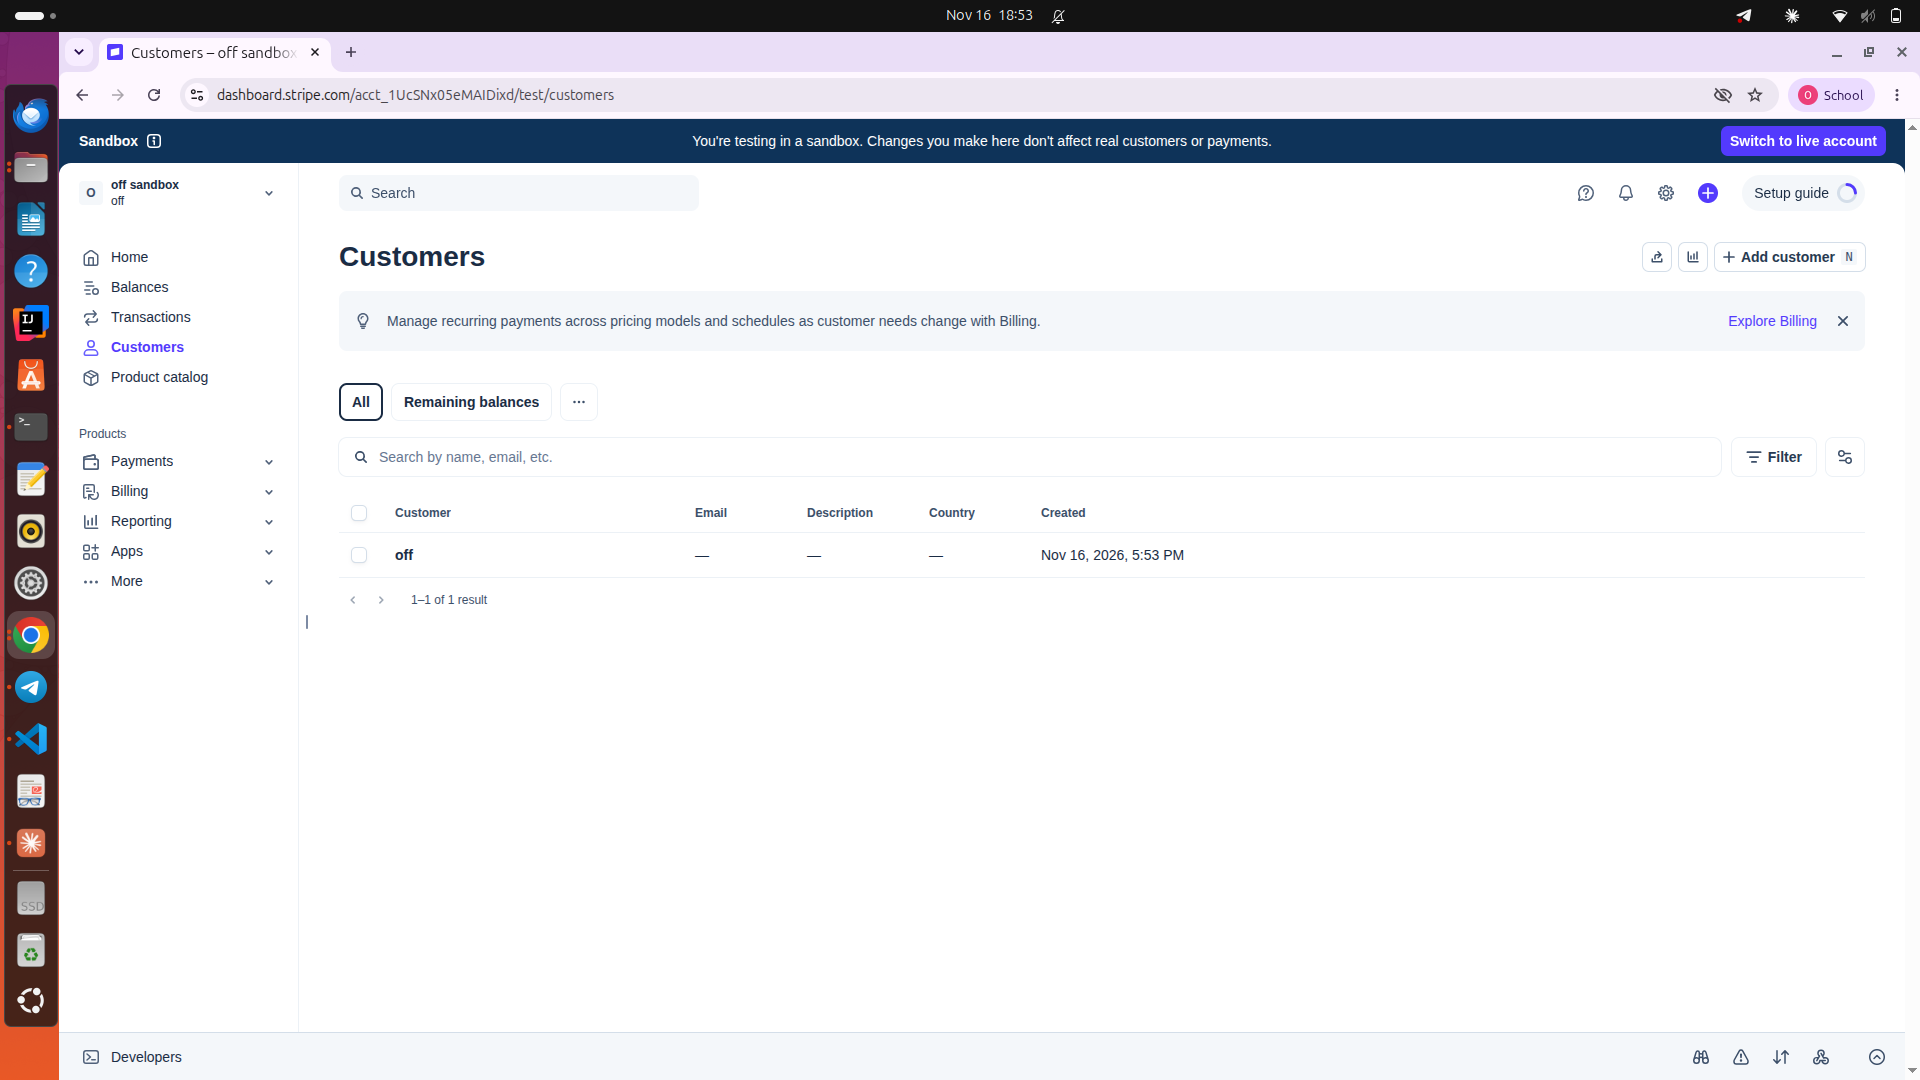 Nov 16 18:53
Customers – off sandbox
dashboard.stripe.com/acct_1UcSNx05eMAIDixd/test/customers
School
Sandbox
You're testing in a sandbox. Changes you make here don't affect real customers or payments.
Switch to live account
O
off sandbox
off
Search
Setup guide
Home
Balances
Transactions
Customers
Product catalog
Products
Payments
Billing
Reporting
Apps
More
Customers
Add customer N
Manage recurring payments across pricing models and schedules as customer needs change with Billing.
Explore Billing
All
Remaining balances
Search by name, email, etc.
Filter
Customer Email Description Country Created
off — — — Nov 16, 2026, 5:53 PM
1–1 of 1 result
SSD
Developers